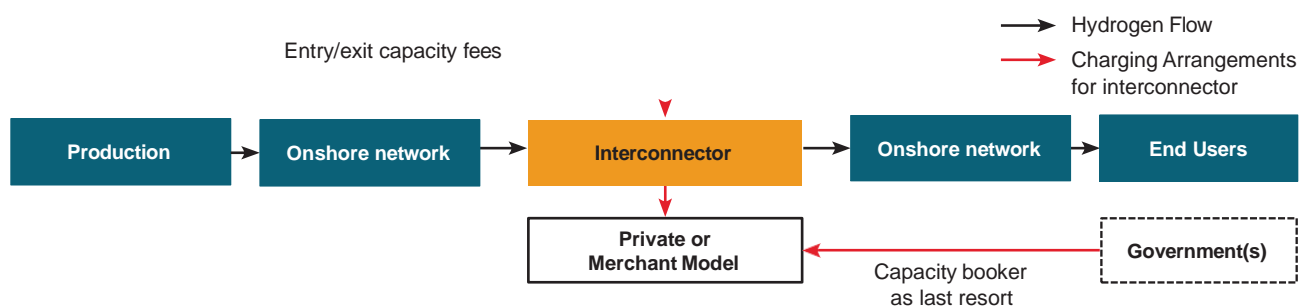 Hydrogen Flow
Entry/exit capacity fees
Charging Arrangements
for interconnector
Production
Onshore network
Interconnector
Onshore network
End Users
Private or
Merchant Model
Government(s)
Capacity booker
as last resort